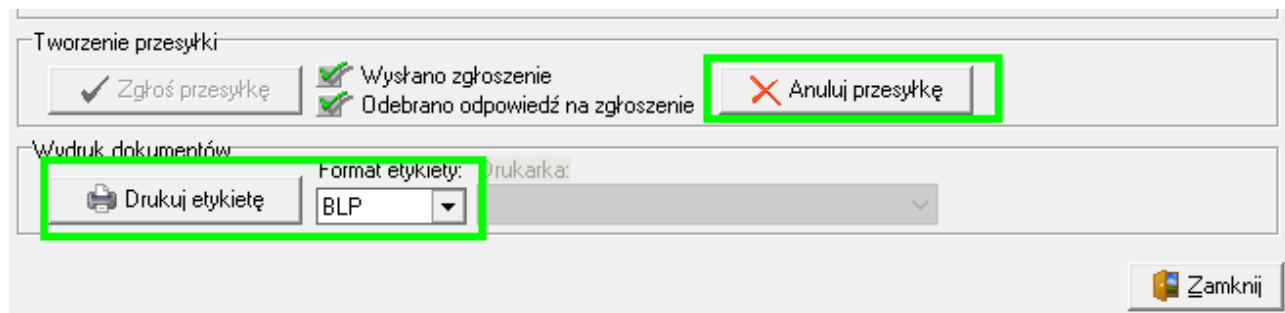 Tworzenie przesyłki
Zgłoś przesyłkę
Wysłano zgłoszenie
Odebrano odpowiedź na zgłoszenie
Anuluj przesyłkę
Wydruk dokumentów
Drukuj etykietę
Format etykiety:
BLP
Drukarka:
Zamknij